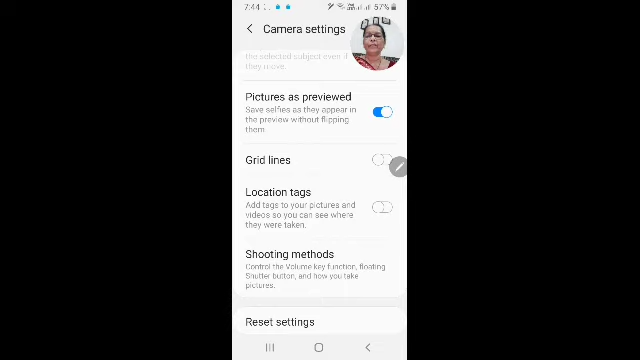 7:44
57%
Camera settings
the selected subject even if
they move.
Pictures as previewed
Save selfies as they appear in
the preview without flipping
them.
Grid lines
Location tags
Add tags to your pictures and
videos so you can see where
they were taken.
Shooting methods
Control the Volume key function, floating
Shutter button, and how you take
pictures.
Reset settings